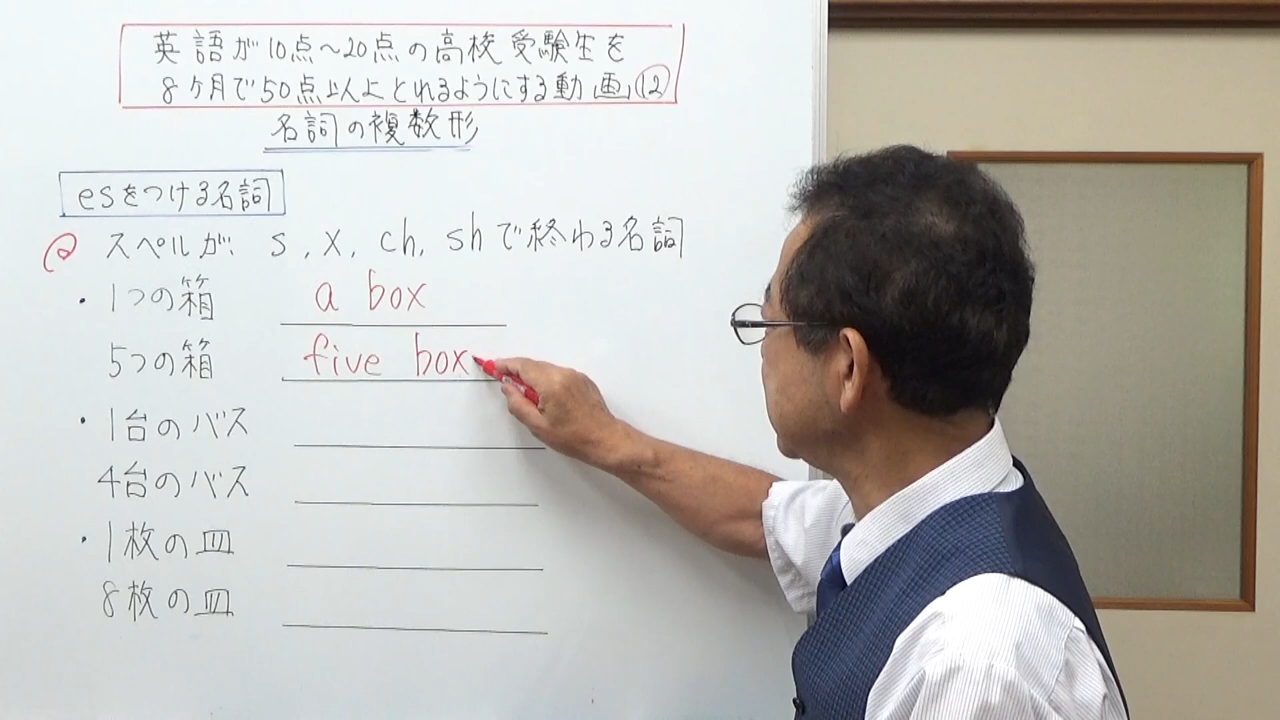 英語が10点～20点の高校受験生を
8ヶ月で50点以上とれるようにする動画⑫
名詞の複数形
esをつける名詞
② スペルが、s, x, ch, shで終わる名詞
・1つの箱 a box
5つの箱 five box
・1台のバス
4台のバス
・1枚の皿
8枚の皿